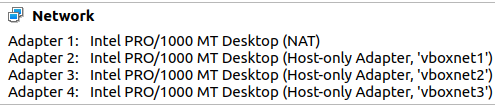 Network
Adapter 1: Intel PRO/1000 MT Desktop (NAT)
Adapter 2: Intel PRO/1000 MT Desktop (Host-only Adapter, 'vboxnet1')
Adapter 3: Intel PRO/1000 MT Desktop (Host-only Adapter, 'vboxnet2')
Adapter 4: Intel PRO/1000 MT Desktop (Host-only Adapter, 'vboxnet3')